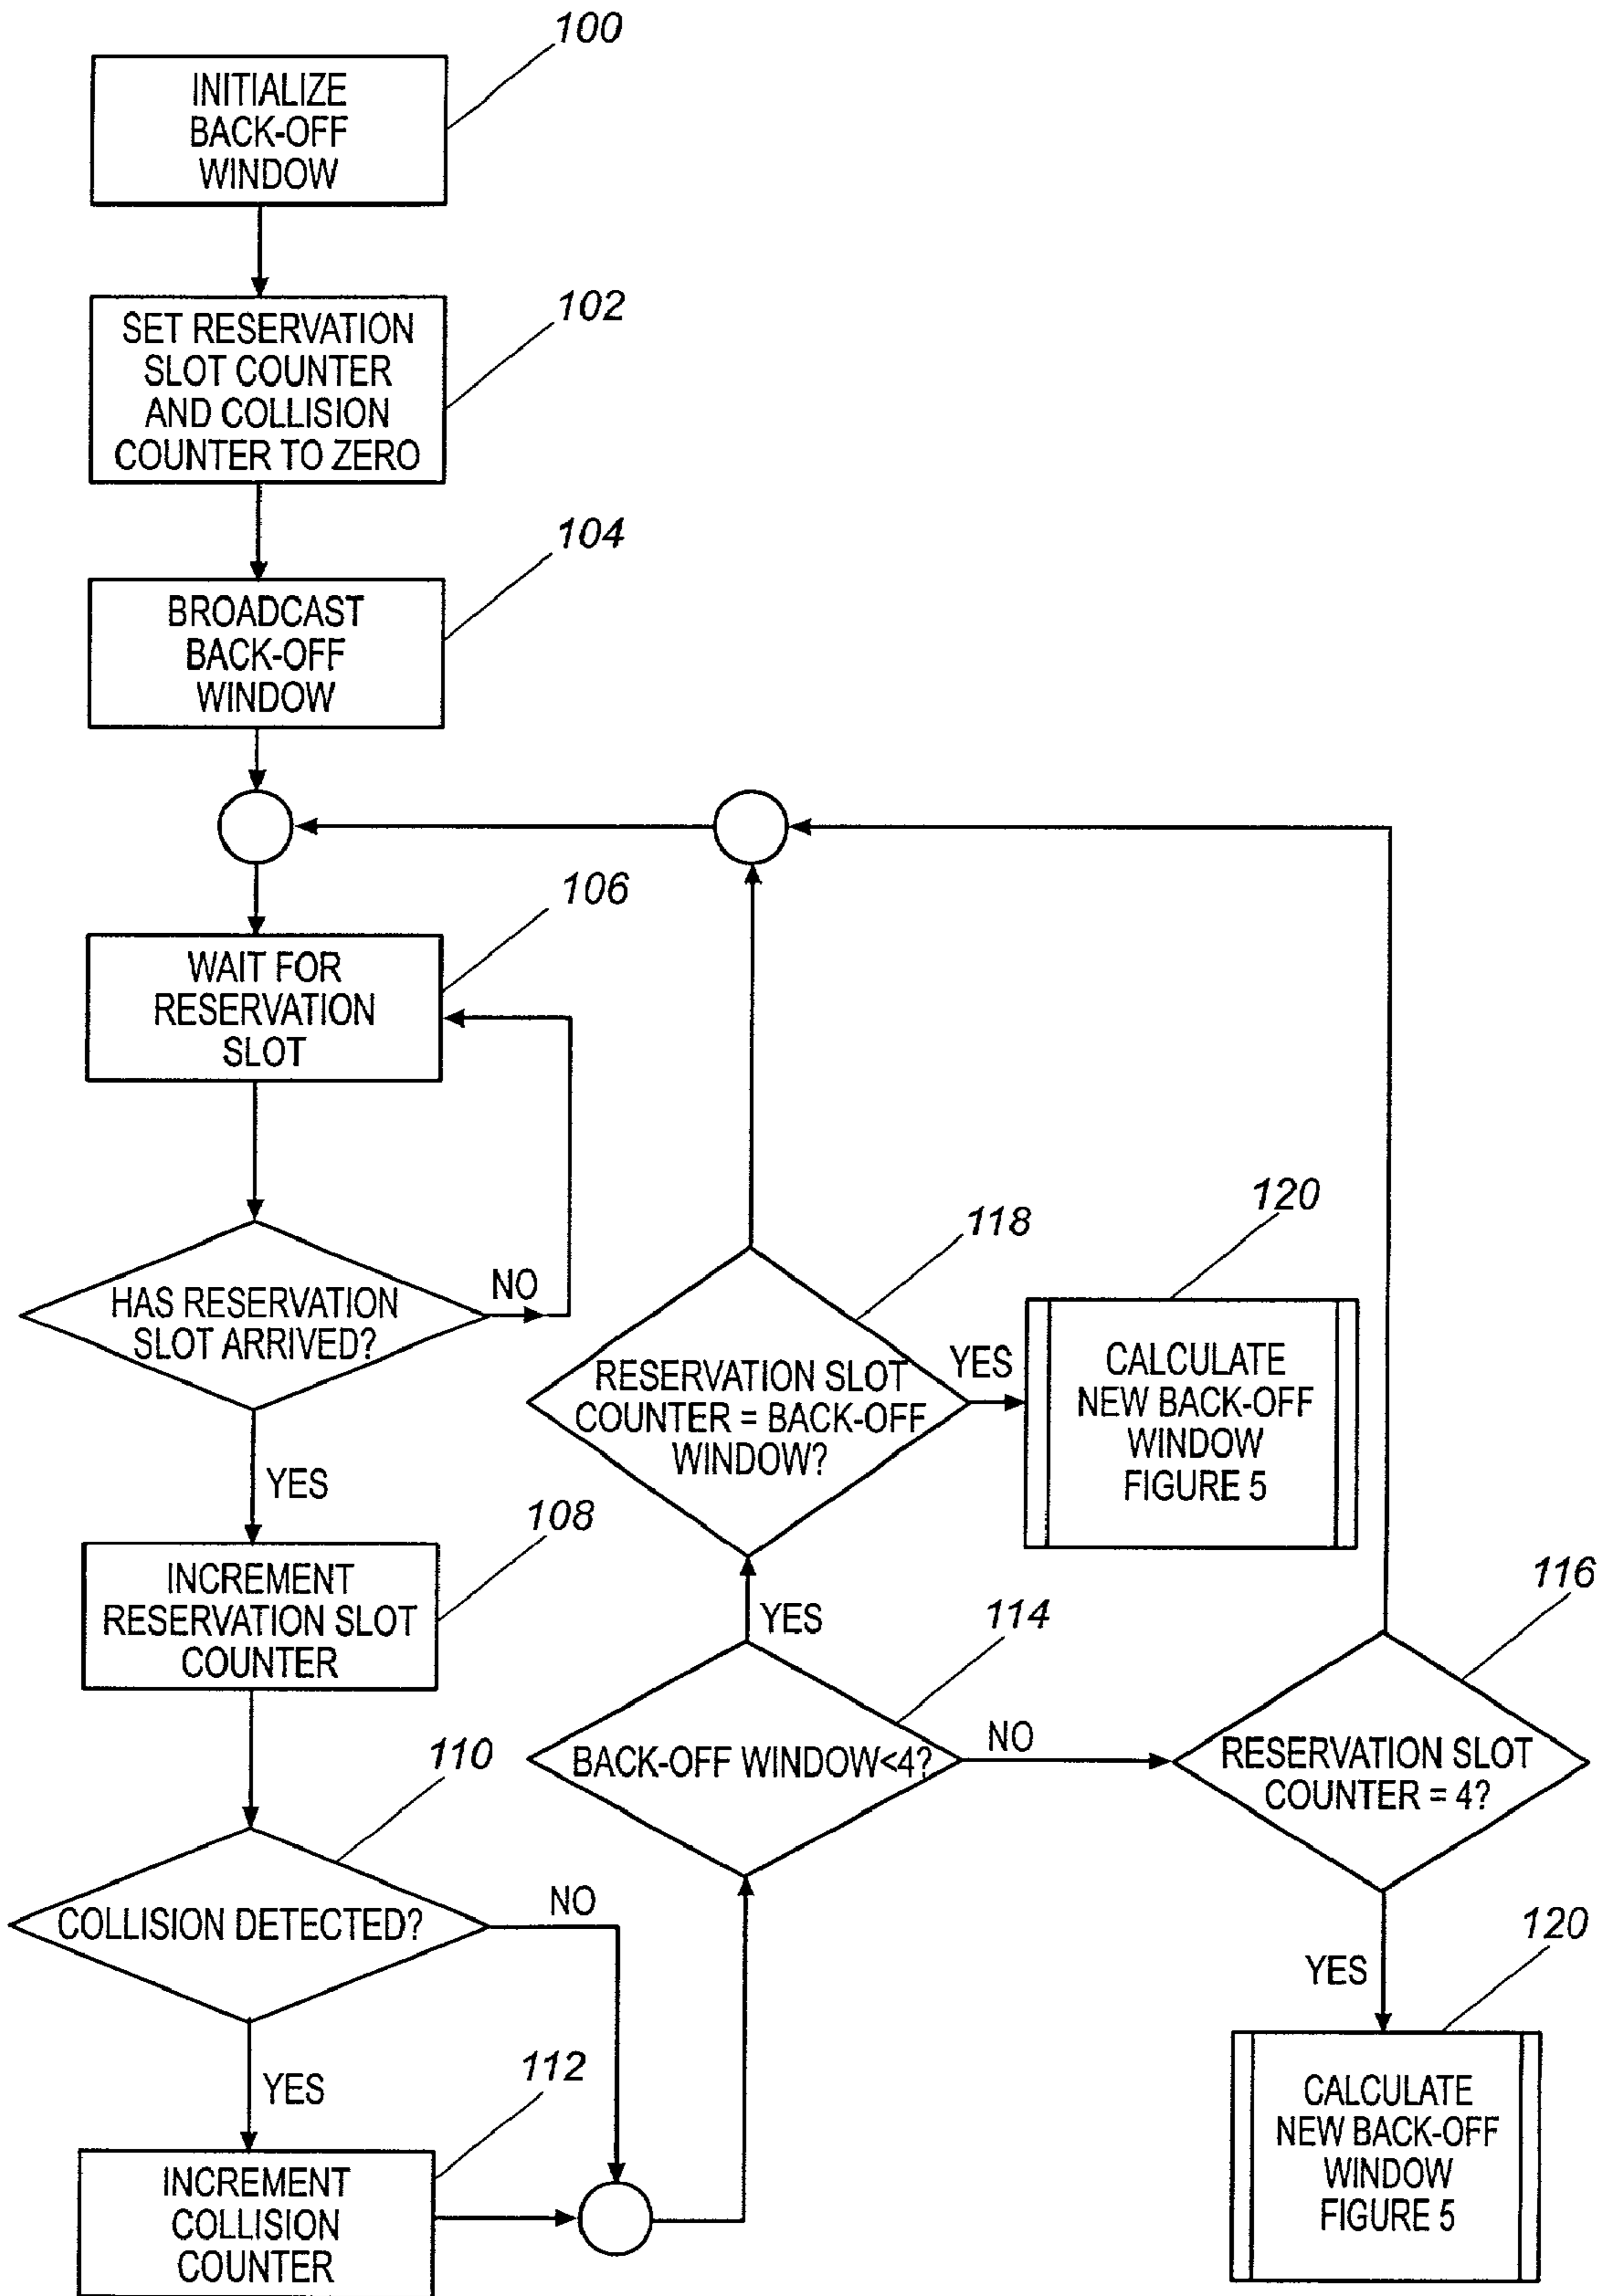 100
INITIALIZE
BACK-OFF
WINDOW
102
SET RESERVATION
SLOT COUNTER
AND COLLISION
COUNTER TO ZERO
104
BROADCAST
BACK-OFF
WINDOW
106
WAIT FOR
RESERVATION
SLOT
HAS RESERVATION
SLOT ARRIVED?
NO
YES
108
INCREMENT
RESERVATION SLOT
COUNTER
110
COLLISION DETECTED?
NO
YES
112
INCREMENT
COLLISION
COUNTER
114
BACK-OFF WINDOW<4?
YES
NO
118
RESERVATION SLOT
COUNTER = BACK-OFF
WINDOW?
YES
120
CALCULATE
NEW BACK-OFF
WINDOW
FIGURE 5
116
RESERVATION SLOT
COUNTER = 4?
YES
120
CALCULATE
NEW BACK-OFF
WINDOW
FIGURE 5